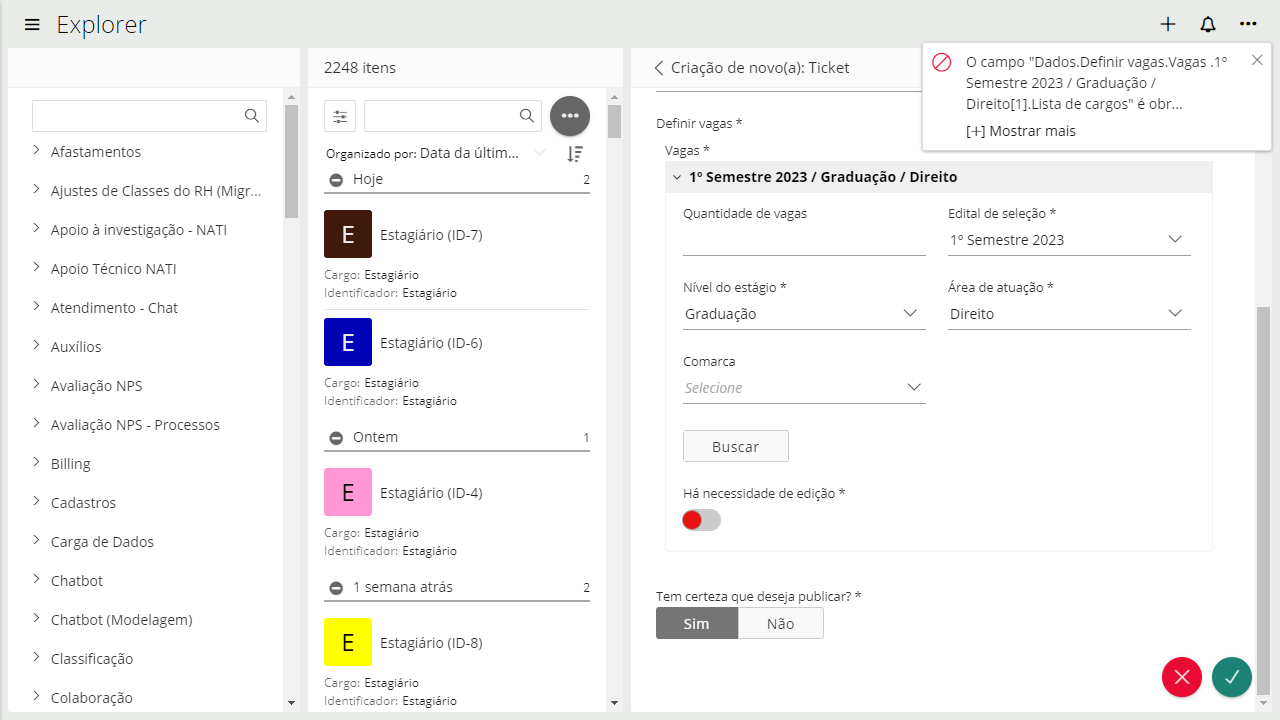 Explorer
Afastamentos
Ajustes de Classes do RH (Migr...
Apoio à investigação - NATI
Apoio Técnico NATI
Atendimento - Chat
Auxílios
Avaliação NPS
Avaliação NPS - Processos
Billing
Cadastros
Carga de Dados
Chatbot
Chatbot (Modelagem)
Classificação
Colaboração
2248 itens
Organizado por: Data da últim...
Hoje 2
E Estagiário (ID-7)
Cargo: Estagiário
Identificador: Estagiário
E Estagiário (ID-6)
Cargo: Estagiário
Identificador: Estagiário
Ontem 1
E Estagiário (ID-4)
Cargo: Estagiário
Identificador: Estagiário
1 semana atrás 2
E Estagiário (ID-8)
Cargo: Estagiário
Identificador: Estagiário
Criação de novo(a): Ticket
O campo "Dados.Definir vagas.Vagas .1º
Semestre 2023 / Graduação /
Direito[1].Lista de cargos" é obr...
[+] Mostrar mais
Definir vagas *
Vagas *
1º Semestre 2023 / Graduação / Direito
Quantidade de vagas
Edital de seleção *
1º Semestre 2023
Nível do estágio *
Graduação
Área de atuação *
Direito
Comarca
Selecione
Buscar
Há necessidade de edição *
Tem certeza que deseja publicar? *
Sim Não